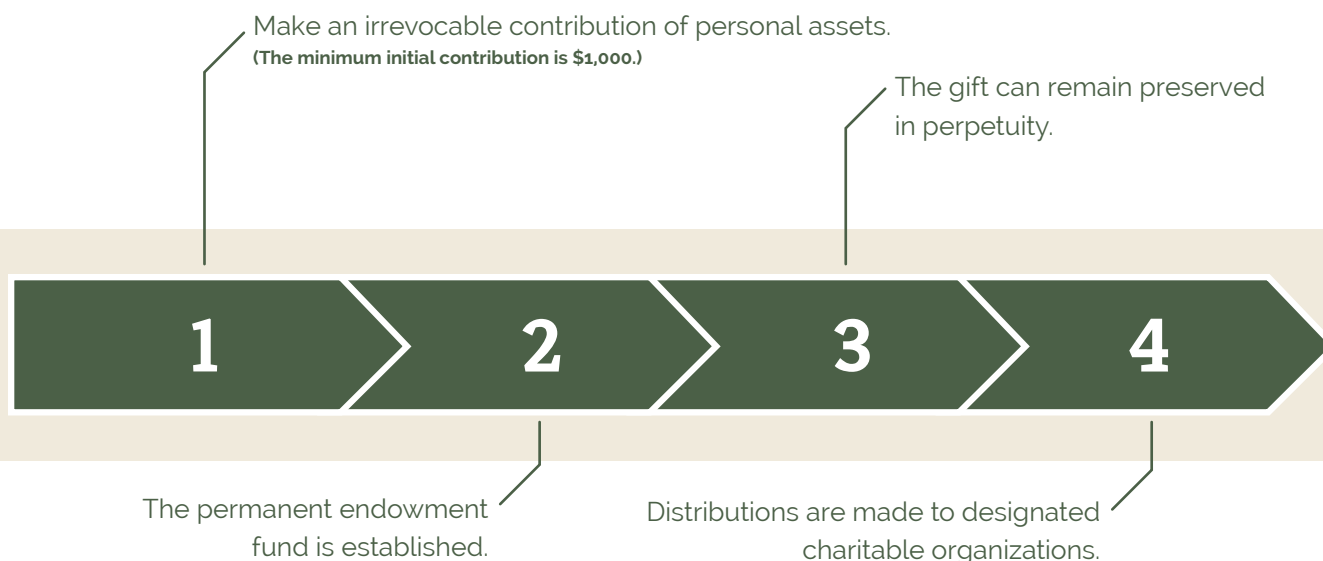 Make an irrevocable contribution of personal assets.
(The minimum initial contribution is $1,000.)
The gift can remain preserved
in perpetuity.
1
2
3
4
The permanent endowment
fund is established.
Distributions are made to designated
charitable organizations.